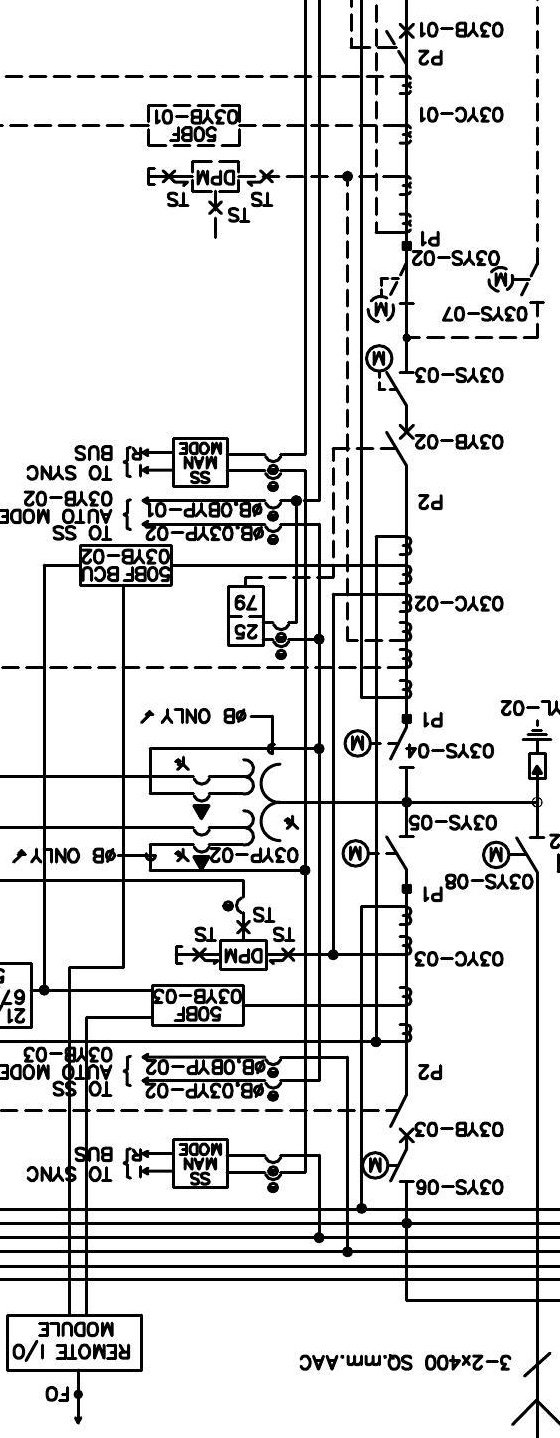 FO
3-2x400 SQ.mm.AAC
REMOTE I/O
MODULE
03YS-06
M
SS
MAN
MODE
TO SYNC
BUS
03YB-03
P2
ØB,03YP-02
ØB,0BYP-02
TO SS
AUTO MODE
03YB-03
50BF
03YB-03
21
67
03YC-03
TS
DPM
TS
TS
P1
03YS-08
M
M
03YS-05
03YP-02
ØB ONLY
Y
Y
Y
03YS-04
M
P1
ØB ONLY
YL-02
25
79
03YC-02
50BF BCU
03YB-02
P2
ØB,03YP-02
ØB,0BYP-01
TO SS
AUTO MODE
03YB-02
03YB-02
SS
MAN
MODE
TO SYNC
BUS
03YS-03
M
03YS-07
M
M
03YS-02
P1
TS
TS
TS
DPM
50BF
03YB-01
03YC-01
P2
03YB-01